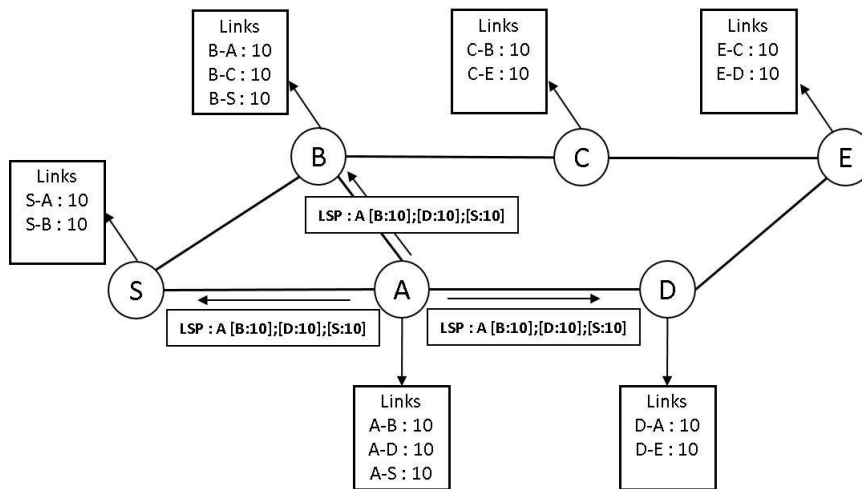 Links
B-A : 10
B-C : 10
B-S : 10
Links
C-B : 10
C-E : 10
Links
E-C : 10
E-D : 10
B
C
E
Links
S-A : 10
S-B : 10
LSP : A [B:10];[D:10];[S:10]
S
A
D
LSP : A [B:10];[D:10];[S:10]
LSP : A [B:10];[D:10];[S:10]
Links
A-B : 10
A-D : 10
A-S : 10
Links
D-A : 10
D-E : 10